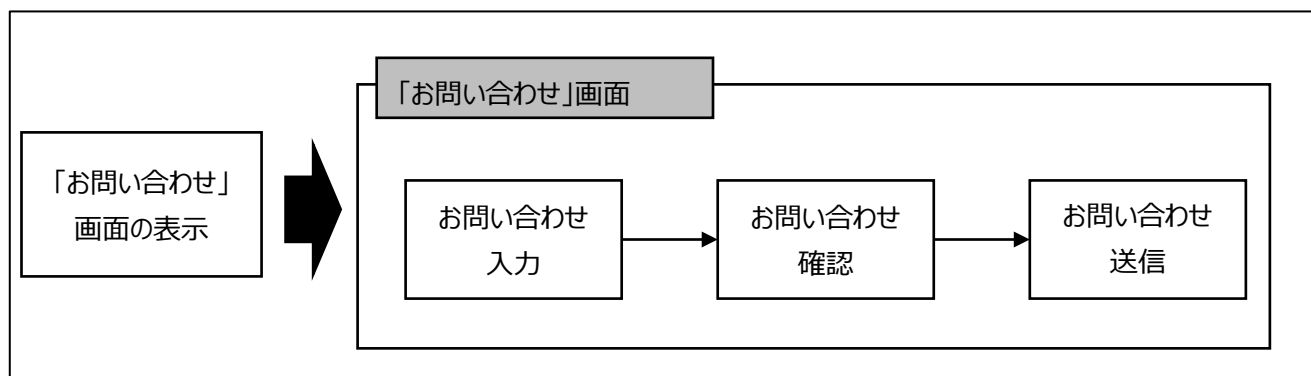 「お問い合わせ」画面
「お問い合わせ」
画面の表示
お問い合わせ
入力
お問い合わせ
確認
お問い合わせ
送信